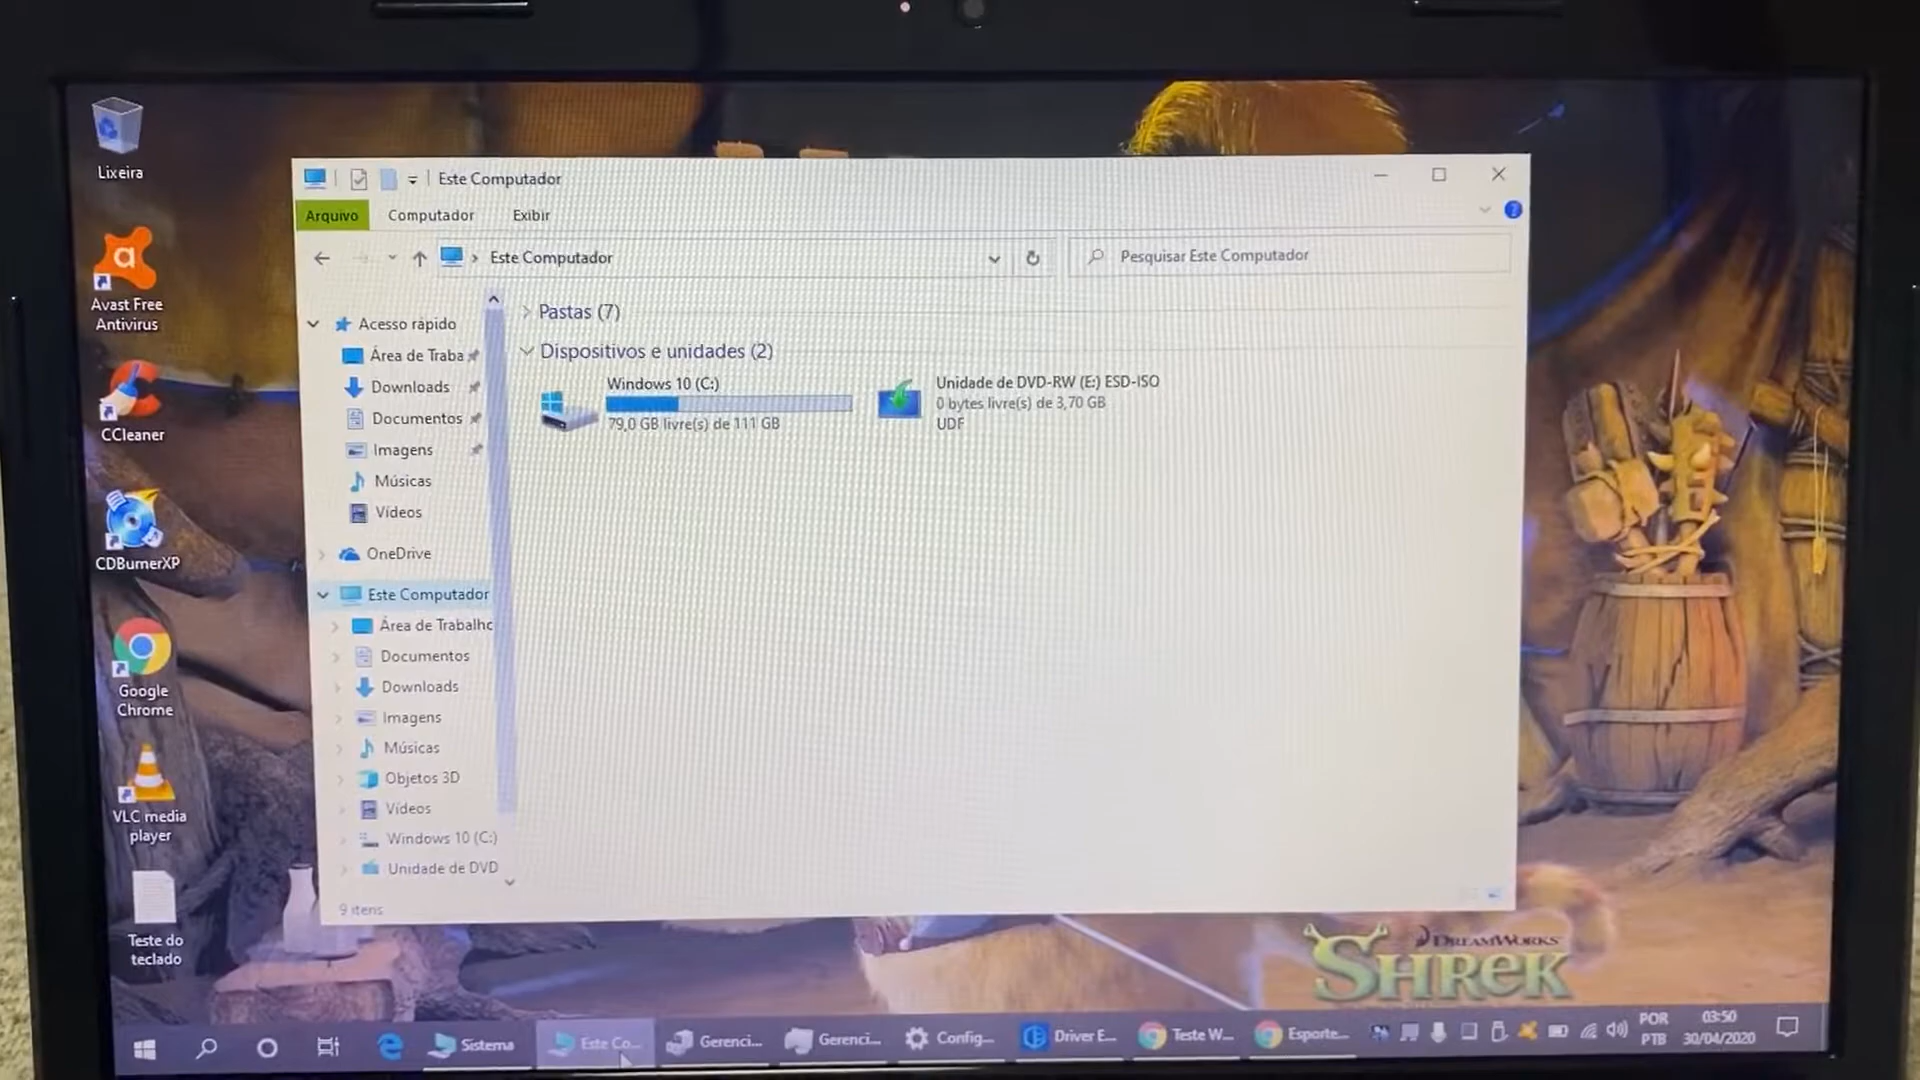 Lixeira
Avast Free
Antivirus
CCleaner
CDBurnerXP
Google
Chrome
VLC media
player
Teste do
teclado
Este Computador
Arquivo
Computador
Exibir
Este Computador
Pesquisar Este Computador
Acesso rápido
Área de Traba
Downloads
Documentos
Imagens
Músicas
Vídeos
OneDrive
Este Computador
Área de Trabalho
Documentos
Downloads
Imagens
Músicas
Objetos 3D
Vídeos
Windows 10 (C:)
Unidade de DVD
9 itens
Pastas (7)
Dispositivos e unidades (2)
Windows 10 (C:)
79,0 GB livre(s) de 111 GB
Unidade de DVD-RW (E:) ESD-ISO
0 bytes livre(s) de 3,70 GB
UDF
DREAMWORKS
SHREK
Sistema
Este Co...
Gerenci...
Gerenci...
Config...
Driver E...
Teste W...
Esporte...
POR
PTB
03:50
30/04/2020